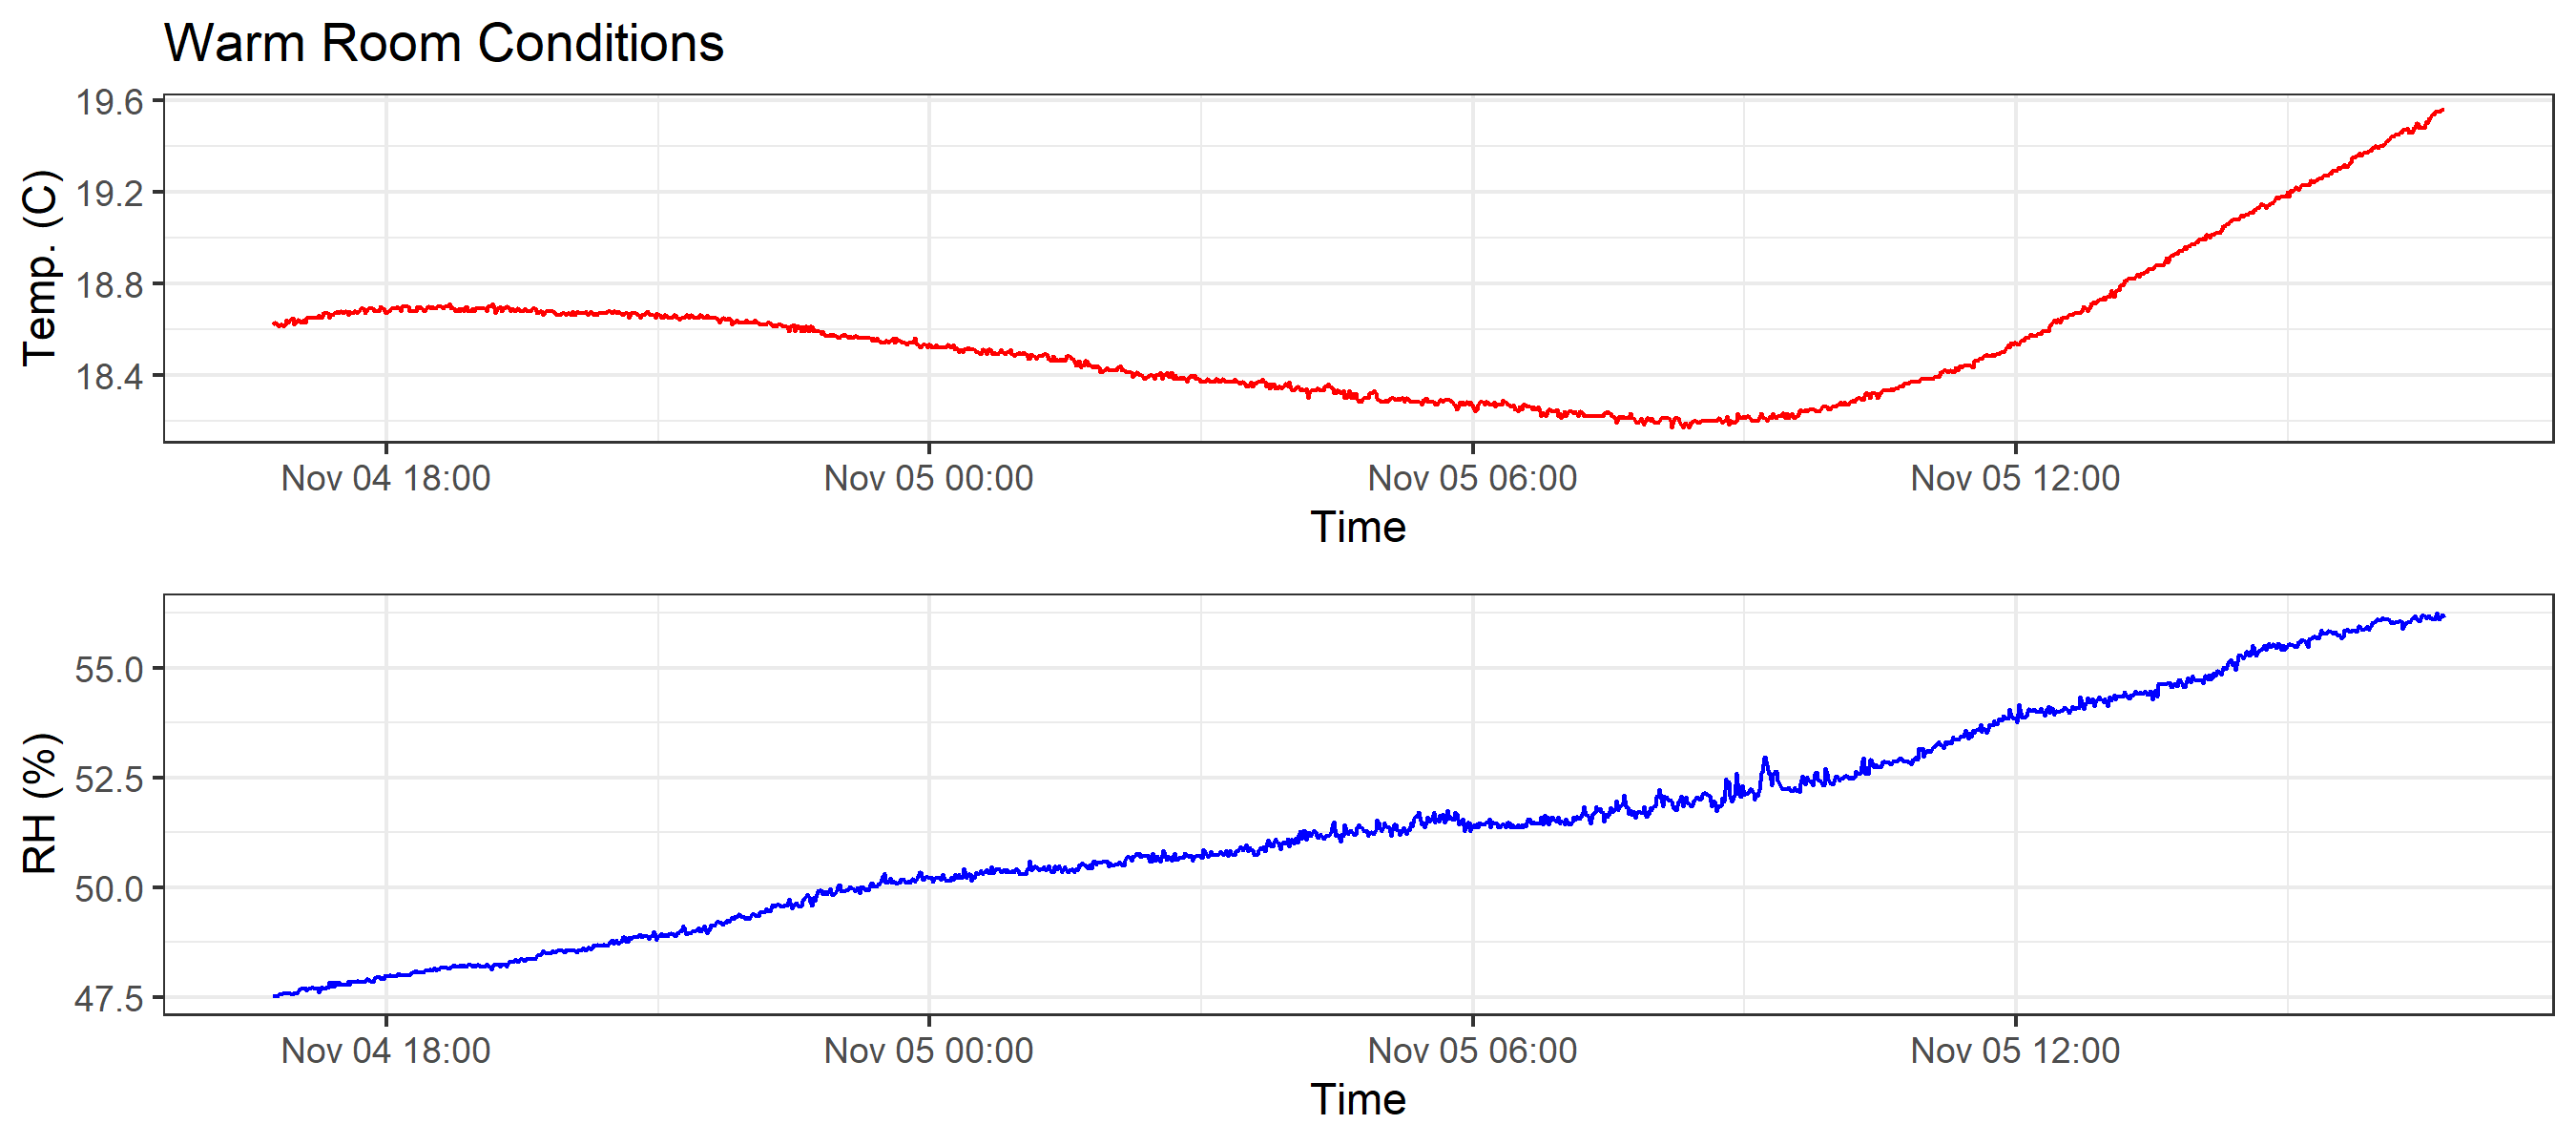 Warm Room Conditions
Temp. (C)
19.6
19.2
18.8
18.4
Nov 04 18:00 Nov 05 00:00 Nov 05 06:00 Nov 05 12:00
Time
RH (%)
55.0
52.5
50.0
47.5
Nov 04 18:00 Nov 05 00:00 Nov 05 06:00 Nov 05 12:00
Time